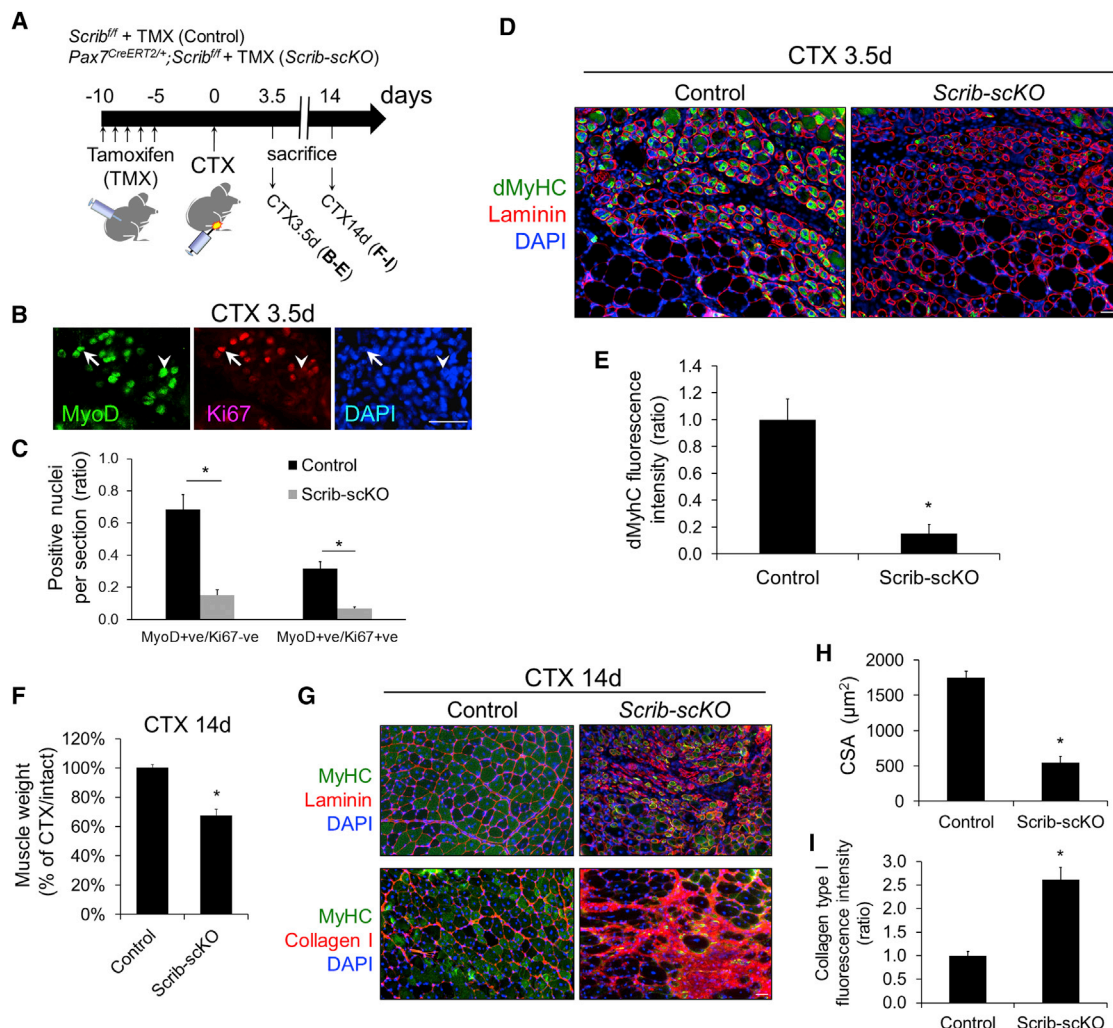 A
Scrib^f/f + TMX (Control)
Pax7^CreERT2/+;Scrib^f/f + TMX (Scrib-scKO)
-10 -5 0 3.5 14 days
Tamoxifen
(TMX)
CTX
sacrifice
CTX3.5d (B-E)
CTX14d (F-I)
B
CTX 3.5d
MyoD
Ki67
DAPI
C
Positive nuclei
per section (ratio)
1.0
0.8
0.6
0.4
0.2
0.0
*
*
Control
Scrib-scKO
MyoD+ve/Ki67-ve
MyoD+ve/Ki67+ve
D
CTX 3.5d
Control
Scrib-scKO
dMyHC
Laminin
DAPI
E
dMyhC fluorescence
intensity (ratio)
1.4
1.2
1.0
0.8
0.6
0.4
0.2
0.0
*
Control
Scrib-scKO
F
CTX 14d
Muscle weight
(% of CTX/intact)
120%
100%
80%
60%
40%
20%
0%
*
Control
Scrib-scKO
G
CTX 14d
Control
Scrib-scKO
MyHC
Laminin
DAPI
MyHC
Collagen I
DAPI
H
CSA (µm²)
2000
1500
1000
500
0
*
Control
Scrib-scKO
I
Collagen type I
fluorescence intensity
(ratio)
3.0
2.5
2.0
1.5
1.0
0.5
0.0
*
Control
Scrib-scKO